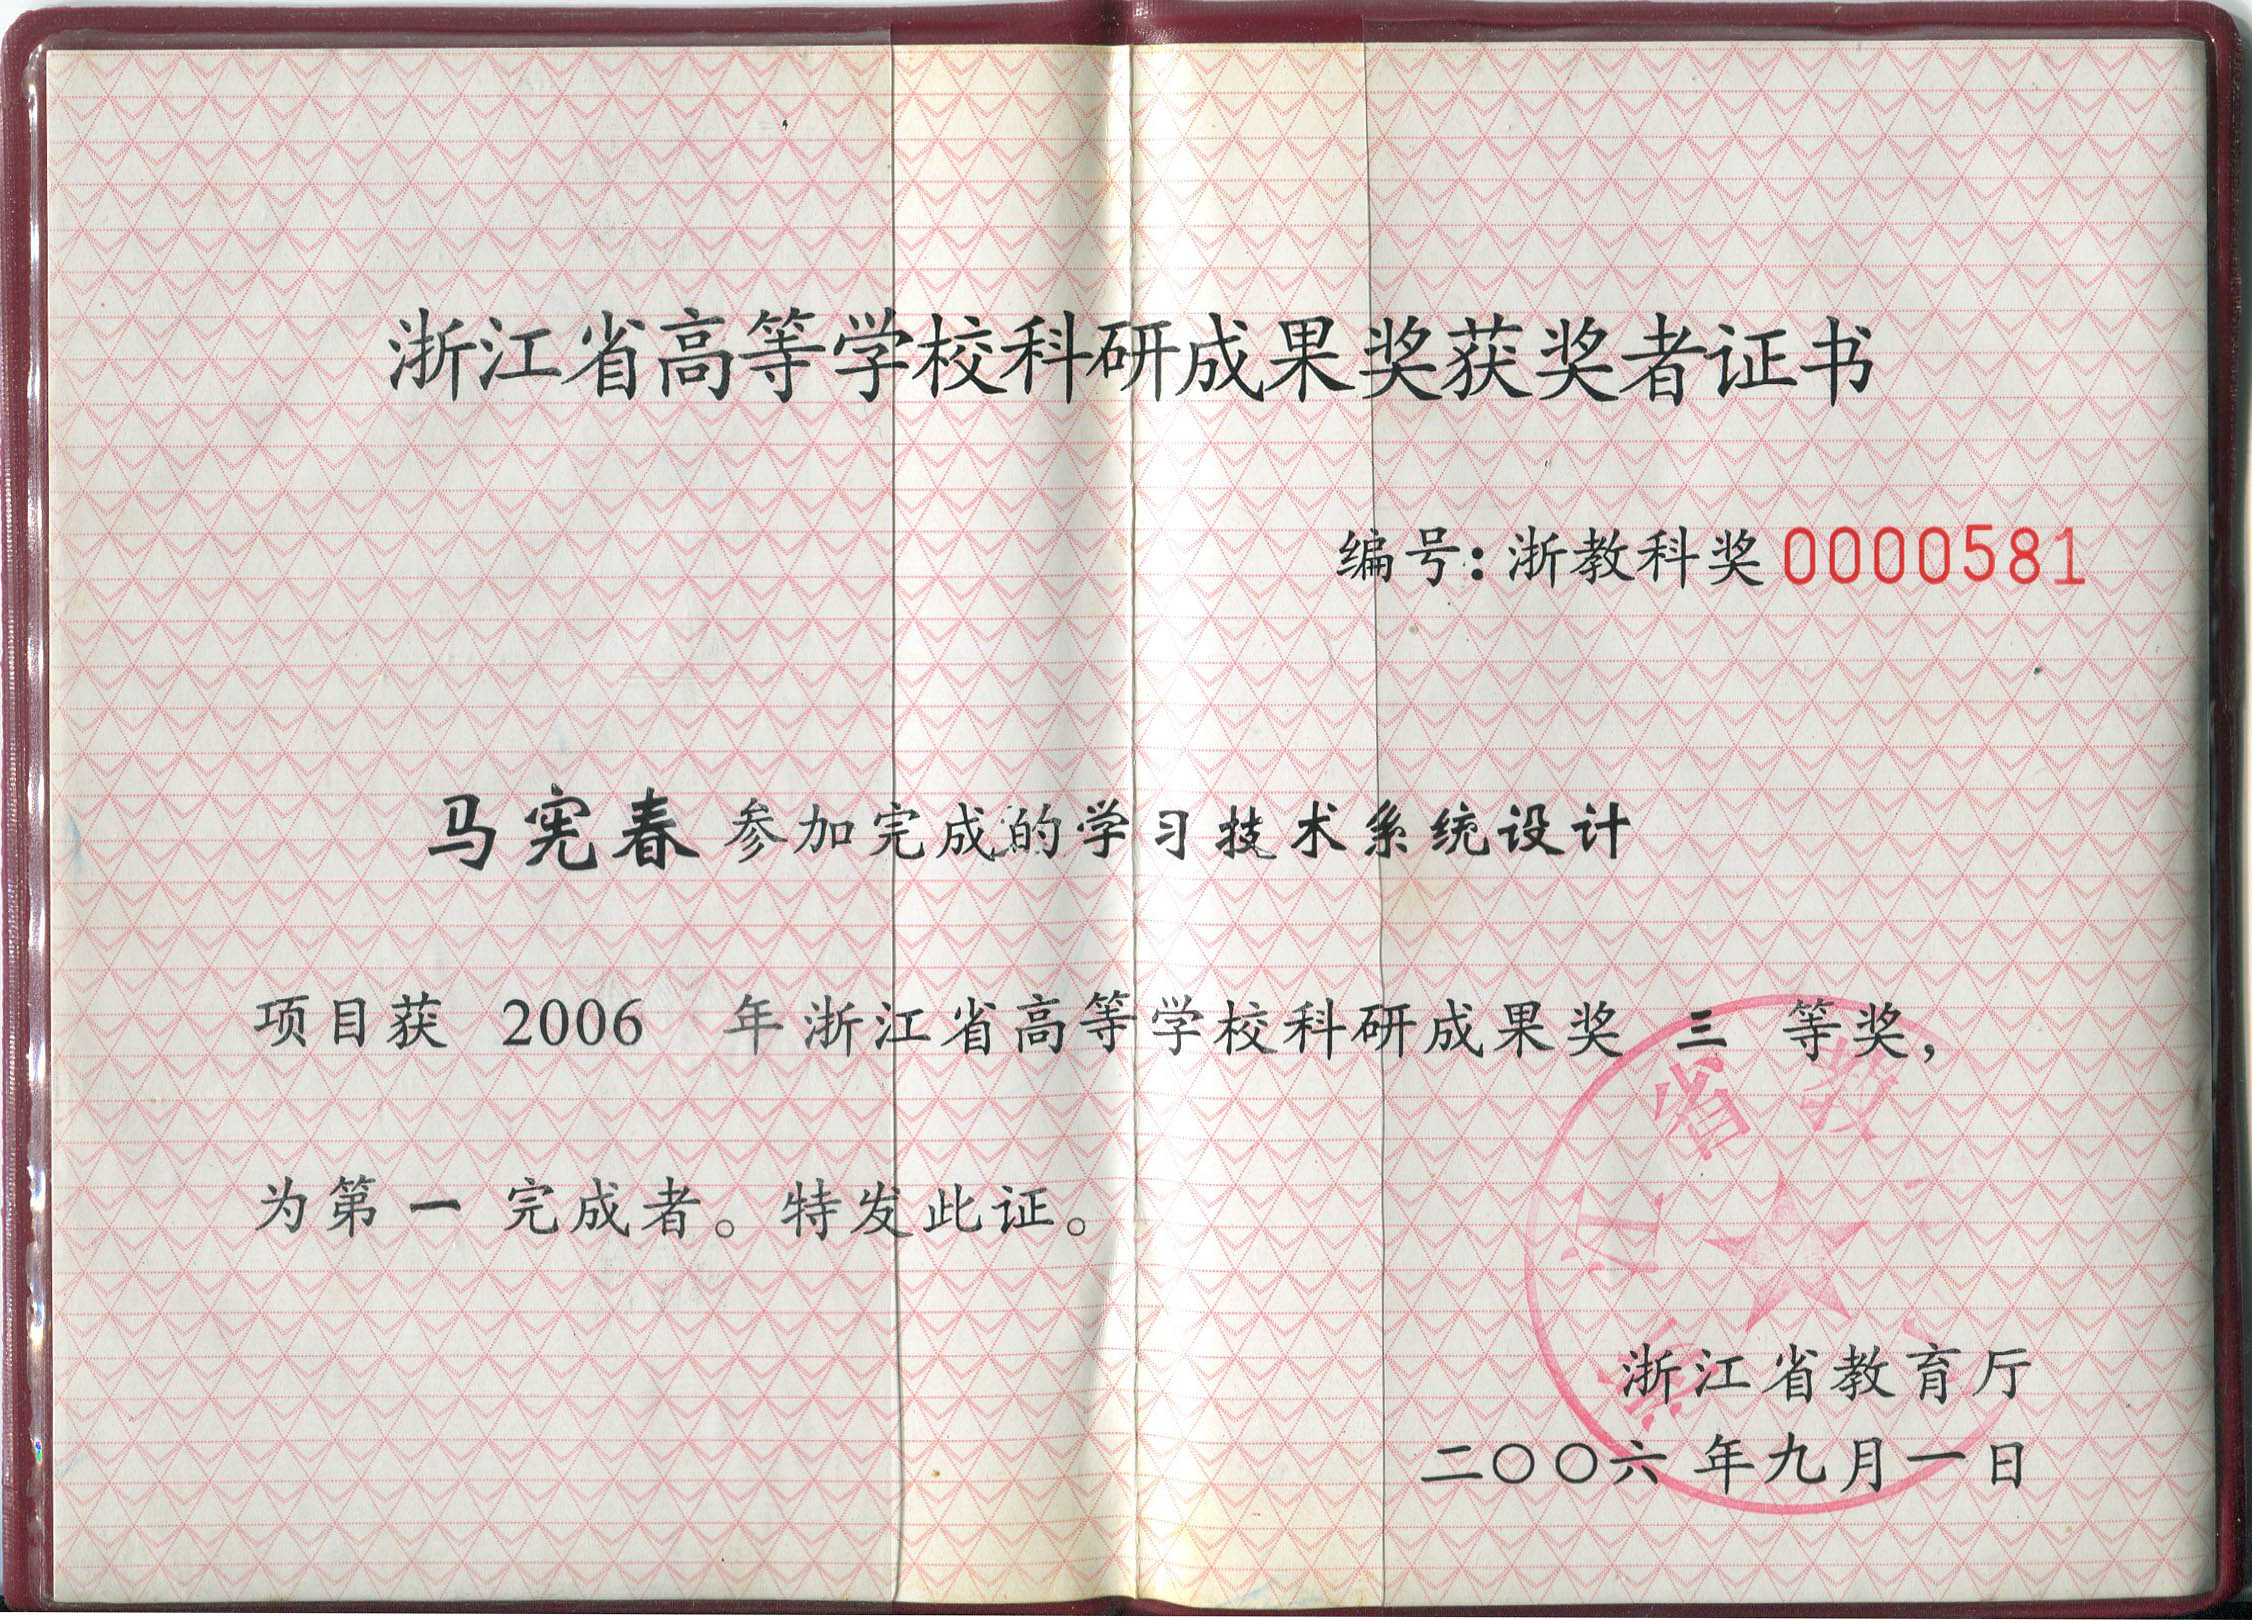 浙江省高等学校科研成果奖获奖者证书
编号：浙教科奖0000581
马宪春 参加完成的学习技术系统设计
项目获 2006 年浙江省高等学校科研成果奖 三 等奖，
为第 一 完成者。特发此证。
浙江省教
浙江省教育厅
二〇〇六 年九月一日